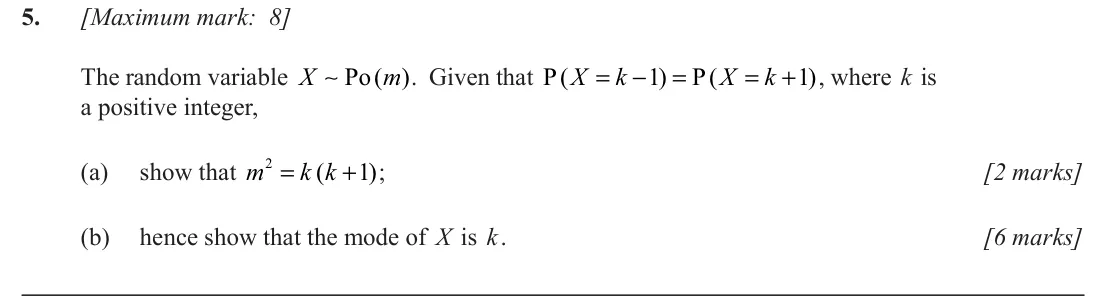 5. [Maximum mark: 8]
The random variable X ~ Po(m). Given that P(X = k−1) = P(X = k+1), where k is
a positive integer,
(a) show that m² = k(k+1); [2 marks]
(b) hence show that the mode of X is k. [6 marks]